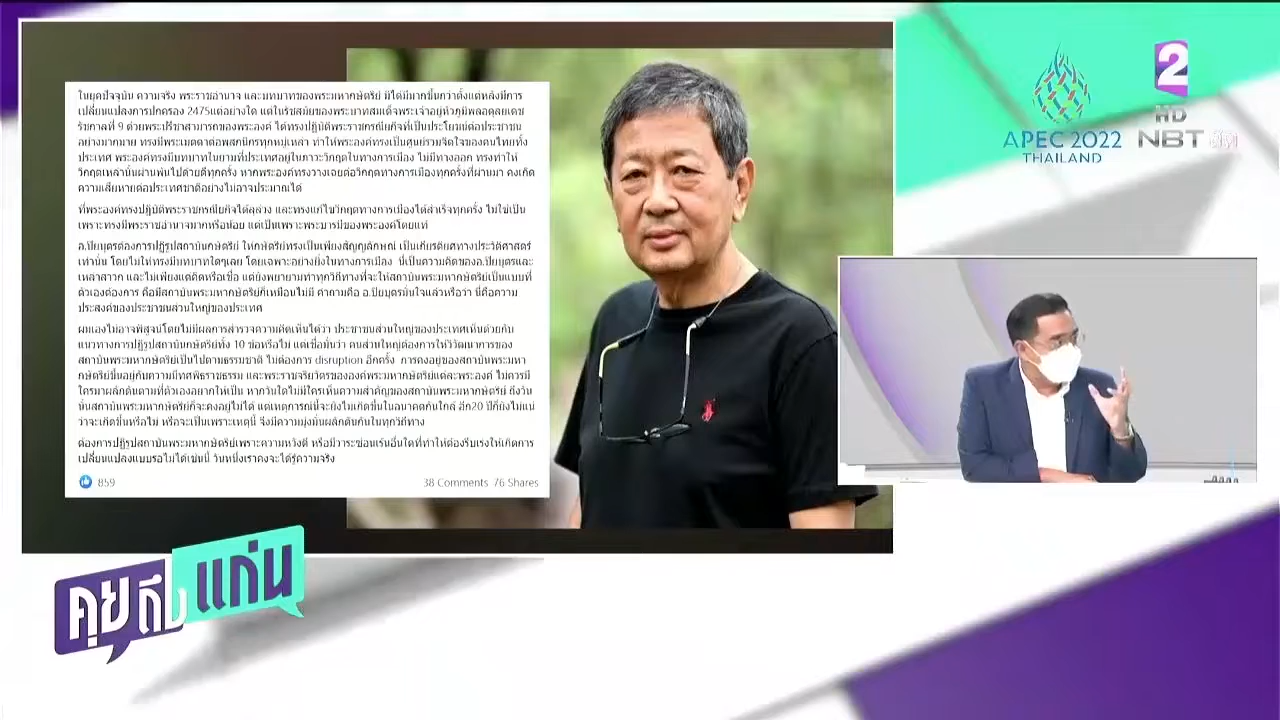 ในยุคปัจจุบัน ความจริง พระราชอำนาจ และบทบาทของพระมหากษัตริย์ มิได้มีมากขึ้นกว่าตั้งแต่หลังมีการ
เปลี่ยนแปลงการปกครอง 2475แต่อย่างใด แต่ในรัชสมัยของพระบาทสมเด็จพระเจ้าอยู่หัวภูมิพลอดุลยเดช
รัชกาลที่ 9 ด้วยพระปรีชาสามารถของพระองค์ ได้ทรงปฏิบัติพระราชกรณียกิจที่เป็นประโยชน์ต่อประชาชน
อย่างมากมาย ทรงมีพระเมตตาต่อพสกนิกรทุกหมู่เหล่า ทำให้พระองค์ทรงเป็นศูนย์รวมจิตใจของคนไทยทั้ง
ประเทศ พระองค์ทรงมีบทบาทในยามที่ประเทศอยู่ในภาวะวิกฤตในทางการเมือง ไม่มีทางออก ทรงทำให้
วิกฤตเหล่านั้นผ่านพ้นไปด้วยดีทุกครั้ง หากพระองค์ทรงวางเฉยต่อวิกฤตทางการเมืองทุกครั้งที่ผ่านมา คงเกิด
ความเสียหายต่อประเทศชาติอย่างไม่อาจประมาณได้
ที่พระองค์ทรงปฏิบัติพระราชกรณียกิจได้ลุล่วง และทรงแก้ไขวิกฤตทางการเมืองได้สำเร็จทุกครั้ง ไม่ใช่เป็น
เพราะทรงมีพระราชอำนาจมากหรือน้อย แต่เป็นเพราะพระบารมีของพระองค์โดยแท้
อ.ปิยบุตรต้องการปฏิรูปสถาบันกษัตริย์ ให้กษัตริย์ทรงเป็นเพียงสัญญลักษณ์ เป็นเกียรติยศทางประวัติศาสตร์
เท่านั้น โดยไม่ให้ทรงมีบทบาทใดๆเลย โดยเฉพาะอย่างยิ่งในทางการเมือง นี่เป็นความคิดของอ.ปิยบุตรและ
เหล่าสาวก และไม่เพียงแต่คิดหรือเชื่อ แต่ยังพยายามทำทุกวิถีทางที่จะให้สถาบันพระมหากษัตริย์เป็นแบบที่
ตัวเองต้องการ คือมีสถาบันพระมหากษัตริย์ก็เหมือนไม่มี คำถามคือ อ.ปิยบุตรมั่นใจแล้วหรือว่า นี่คือความ
ประสงค์ของประชาชนส่วนใหญ่ของประเทศ
ผมเองไม่อาจพิสูจน์โดยไม่มีผลการสำรวจความคิดเห็นได้ว่า ประชาชนส่วนใหญ่ของประเทศเห็นด้วยกับ
แนวทางการปฏิรูปสถาบันกษัตริย์ทั้ง 10 ข้อหรือไม่ แต่เชื่อมั่นว่า คนส่วนใหญ่ต้องการให้วิวัฒนาการของ
สถาบันพระมหากษัตริย์เป็นไปตามธรรมชาติ ไม่ต้องการ disruption อีกครั้ง การคงอยู่ของสถาบันพระมหา
กษัตริย์ขึ้นอยู่กับความมีทศพิธราชธรรม และพระราชจริยวัตรขององค์พระมหากษัตริย์แต่ละพระองค์ ไม่ควรมี
ใครมาผลักดันตามที่ตัวเองอยากให้เป็น หากวันใดไม่มีใครเห็นความสำคัญของสถาบันพระมหากษัตริย์ ถึงวัน
นั้นสถาบันพระมหากษัตริย์ก็จะคงอยู่ไม่ได้ แต่เหตุการณ์นี้จะยังไม่เกิดขึ้นในอนาคตกันใกล้ อีก20 ปีก็ยังไม่แน่
ว่าจะเกิดขึ้นหรือไม่ หรือจะเป็นเพราะเหตุนี้ จึงมีความมุ่งมั่นผลักดันกันในทุกวิถีทาง
ต้องการปฏิรูปสถาบันพระมหากษัตริย์เพราะความหวังดี หรือมีวาระซ่อนเร้นอื่นใดที่ทำให้ต้องรีบเร่งให้เกิดการ
เปลี่ยนแปลงแบบรอไม่ได้เช่นนี้ วันหนึ่งเราคงจะได้รู้ความจริง
859
38 Comments 76 Shares
APEC 2022
THAILAND
2
HD
NBT
คุยถึงแก่น